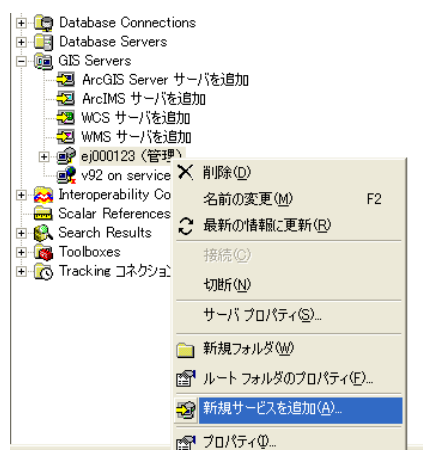 Database Connections
Database Servers
GIS Servers
ArcGIS Server サーバを追加
ArcIMS サーバを追加
WCS サーバを追加
WMS サーバを追加
ej000123 (管理)
v92 on service
Interoperability Co
Scalar References
Search Results
Toolboxes
Tracking コネクショ
削除(D)
名前の変更(M) F2
最新の情報に更新(R)
接続(C)
切断(N)
サーバ プロパティ(S)...
新規フォルダ(W)
ルート フォルダのプロパティ(F)...
新規サービスを追加(A)...
プロパティ(I)...